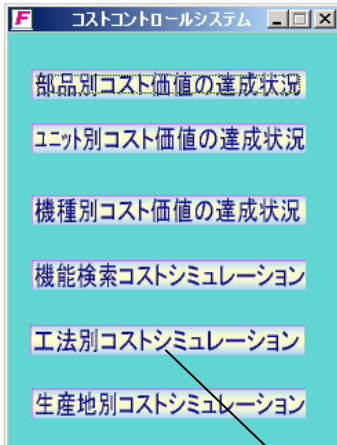 F コストコントロールシステム
部品別コスト価値の達成状況
ユニット別コスト価値の達成状況
機種別コスト価値の達成状況
機能検索コストシミュレーション
工法別コストシミュレーション
生産地別コストシミュレーション